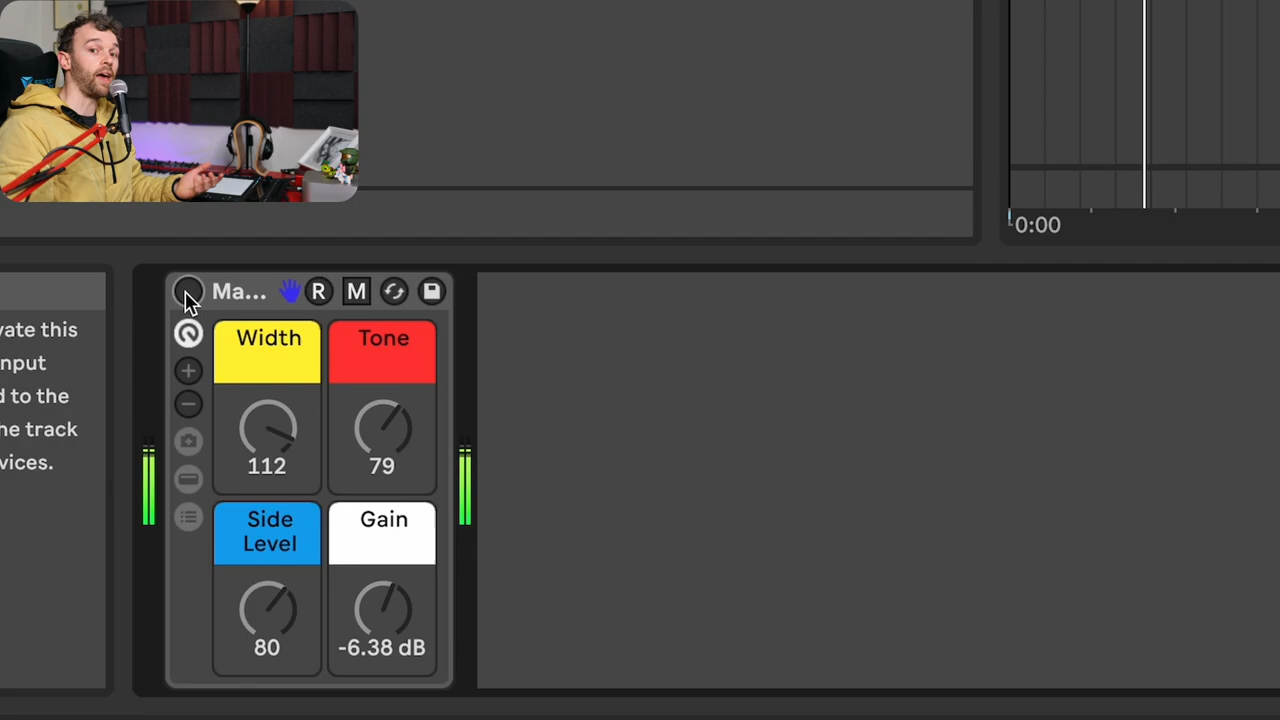 0:00
Ma...
R
M
vate this
nput
d to the
he track
vices.
Width
Tone
112
79
Side
Level
Gain
80
-6.38 dB